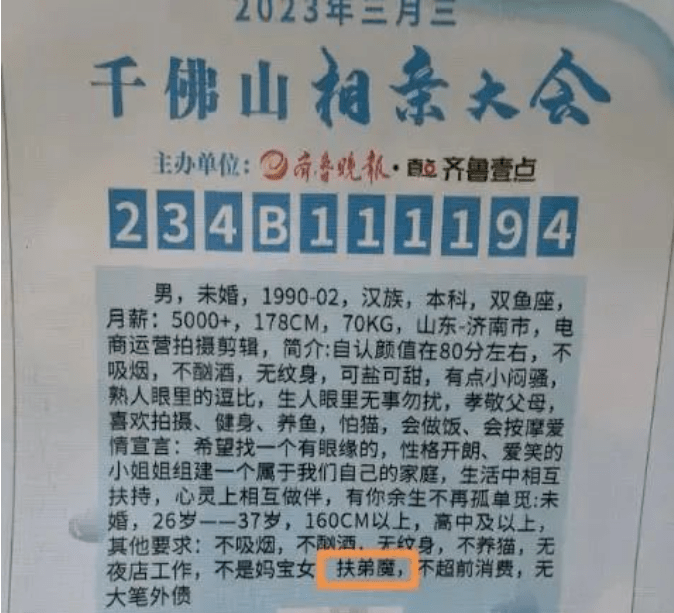 2023年三月三
千佛山相亲大会
主办单位：齐鲁晚报·齐鲁壹点
234B111194
男，未婚，1990-02，汉族，本科，双鱼座，
月薪：5000+，178CM，70KG，山东-济南市，电
商运营拍摄剪辑，简介:自认颜值在80分左右，不
吸烟，不酗酒，无纹身，可盐可甜，有点小闷骚，
熟人眼里的逗比，生人眼里无事勿扰，孝敬父母，
喜欢拍摄、健身、养鱼，怕猫，会做饭、会按摩爱
情宣言：希望找一个有眼缘的，性格开朗、爱笑的
小姐姐组建一个属于我们自己的家庭，生活中相互
扶持，心灵上相互做伴，有你余生不再孤单觅:未
婚，26岁——37岁，160CM以上，高中及以上，
其他要求：不吸烟，不酗酒，无纹身，不养猫，无
夜店工作，不是妈宝女，扶弟魔，不超前消费，无
大笔外债